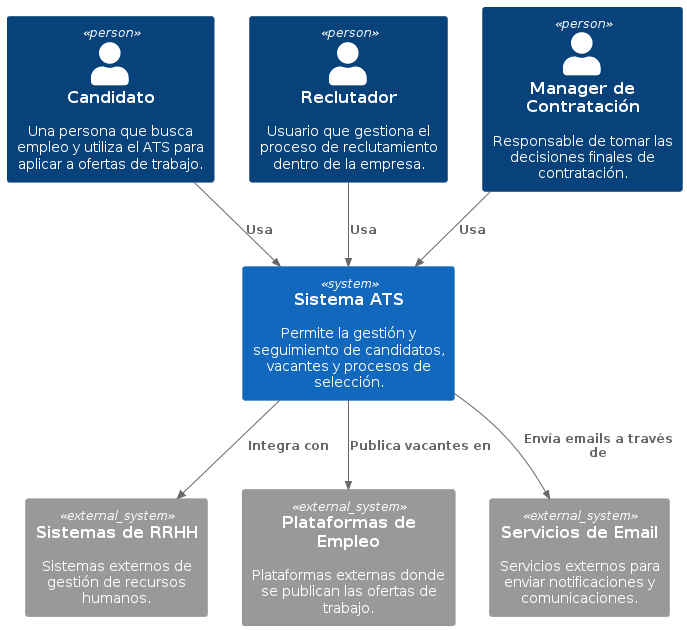 «person»
Candidato
Una persona que busca
empleo y utiliza el ATS para
aplicar a ofertas de trabajo.
«person»
Reclutador
Usuario que gestiona el
proceso de reclutamiento
dentro de la empresa.
«person»
Manager de
Contratación
Responsable de tomar las
decisiones finales de
contratación.
Usa
Usa
Usa
«system»
Sistema ATS
Permite la gestión y
seguimiento de candidatos,
vacantes y procesos de
selección.
Integra con
Publica vacantes en
Envía emails a través
de
«external_system»
Sistemas de RRHH
Sistemas externos de
gestión de recursos
humanos.
«external_system»
Plataformas de
Empleo
Plataformas externas donde
se publican las ofertas de
trabajo.
«external_system»
Servicios de Email
Servicios externos para
enviar notificaciones y
comunicaciones.